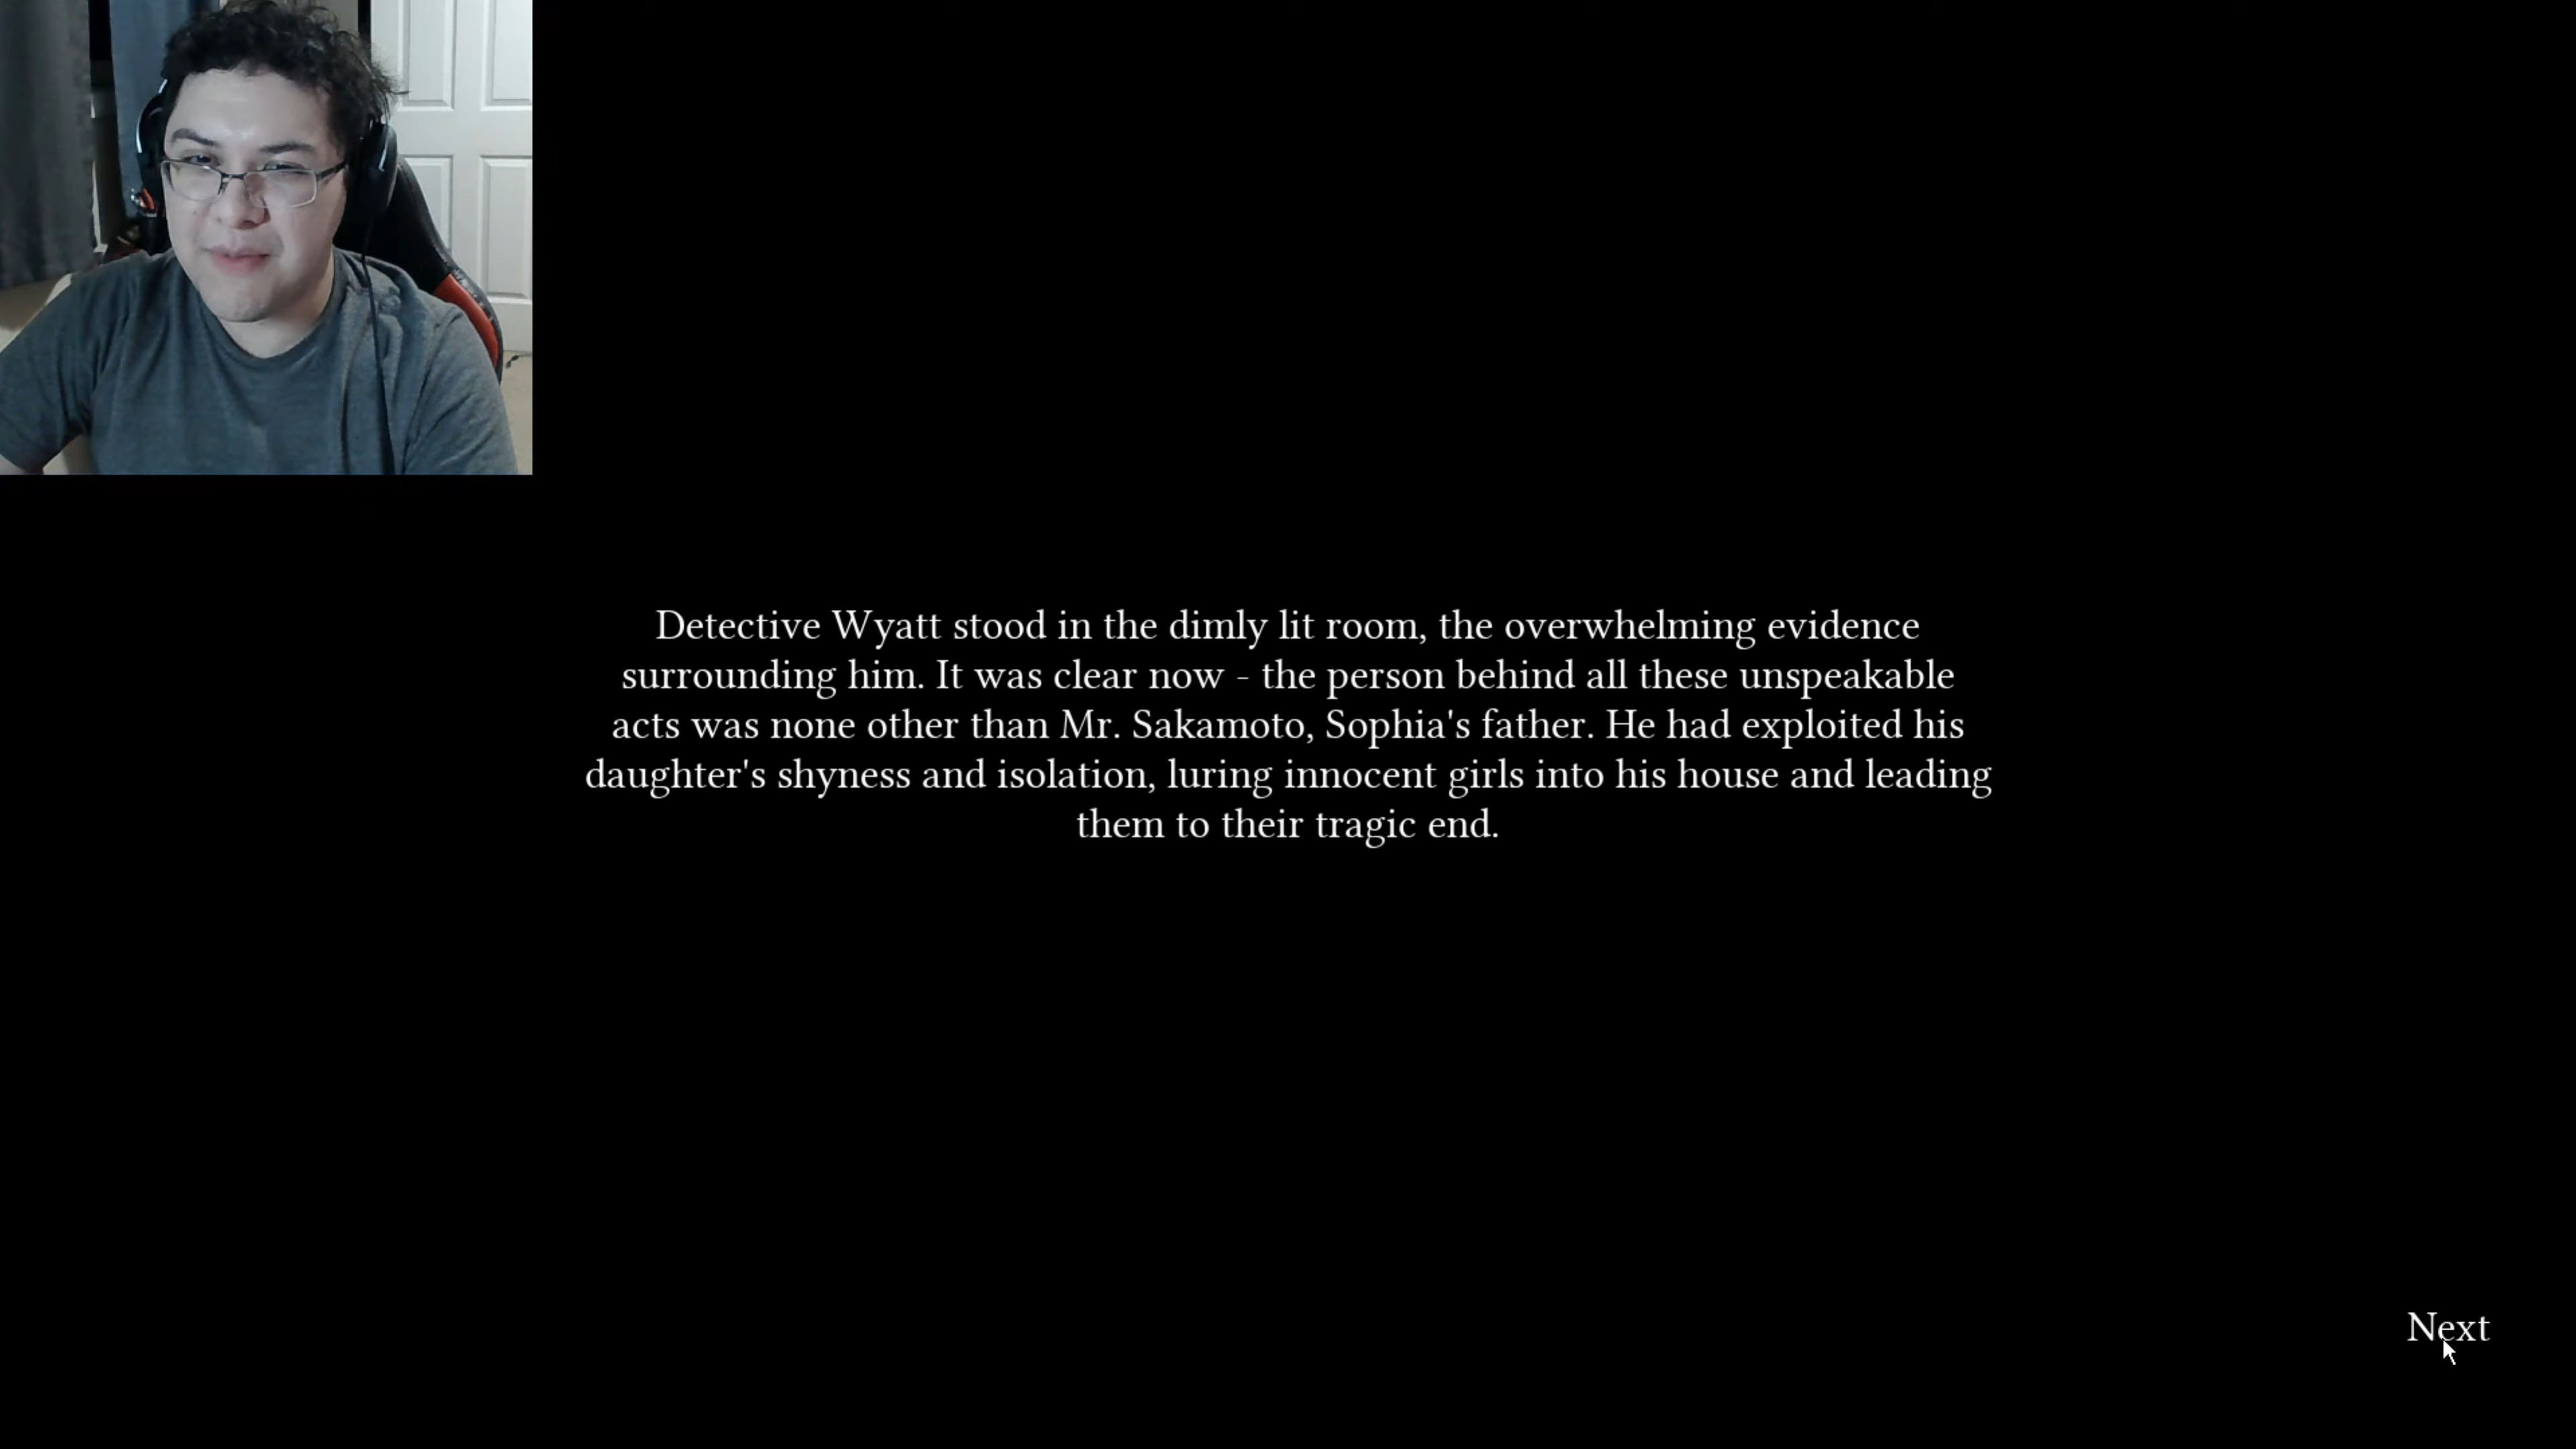 Detective Wyatt stood in the dimly lit room, the overwhelming evidence
surrounding him. It was clear now - the person behind all these unspeakable
acts was none other than Mr. Sakamoto, Sophia's father. He had exploited his
daughter's shyness and isolation, luring innocent girls into his house and leading
them to their tragic end.
Next